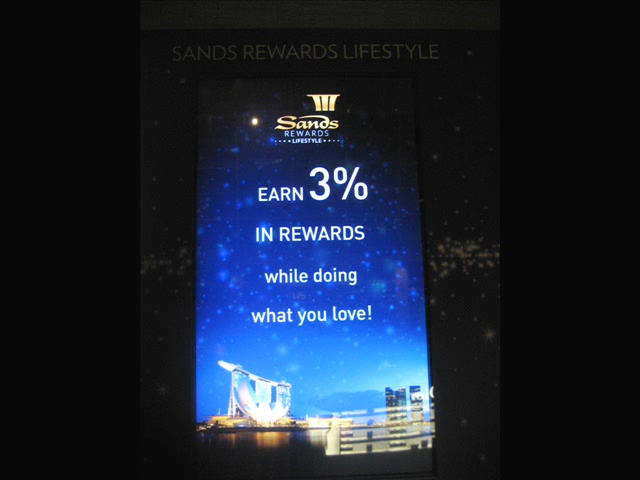 SANDS REWARDS LIFESTYLE
Sands
REWARDS
LIFESTYLE
EARN 3%
IN REWARDS
while doing
what you love!